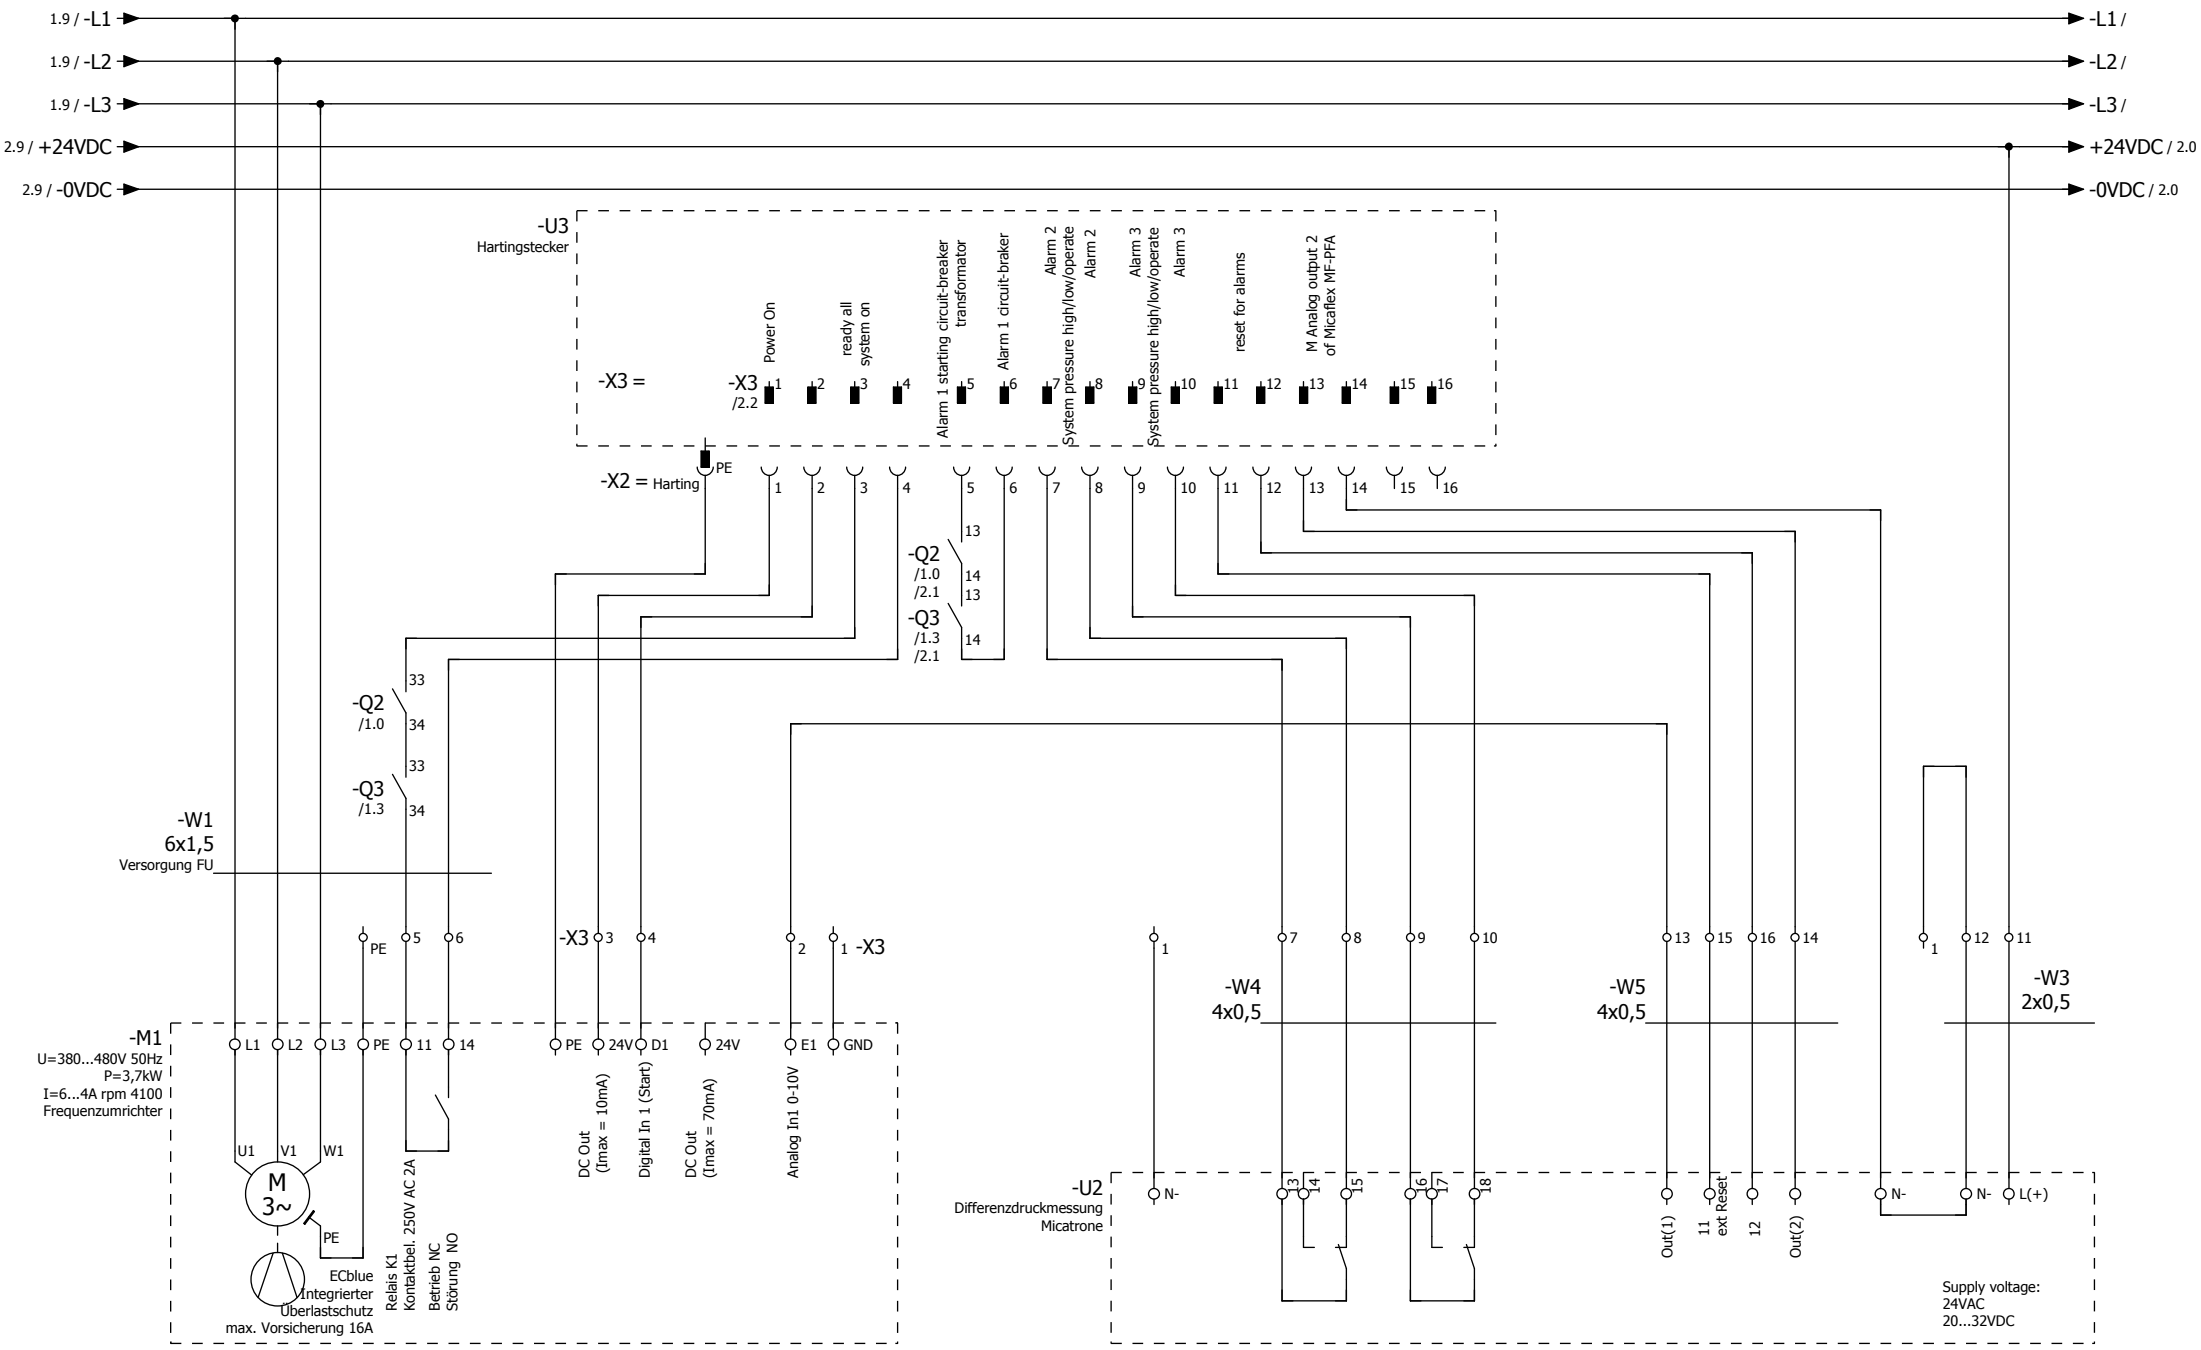 1.9 / -L1
-L1 /
1.9 / -L2
-L2 /
1.9 / -L3
-L3 /
2.9 / +24VDC
+24VDC / 2.0
2.9 / -0VDC
-0VDC / 2.0
-U3
Hartingstecker
Power On
ready all
system on
Alarm 1 starting circuit-breaker
transformator
Alarm 1 circuit-braker
Alarm 2
System pressure high/low/operate
Alarm 2
Alarm 3
System pressure high/low/operate
Alarm 3
reset for alarms
M Analog output 2
of Micaflex MF-PFA
-X3 =
-X3
/2.2
1 2 3 4 5 6 7 8 9 10 11 12 13 14 15 16
-X2 = Harting
PE
1 2 3 4 5 6 7 8 9 10 11 12 13 14 15 16
13
-Q2
/1.0
/2.1
14
13
-Q3
/1.3
/2.1
14
33
-Q2
/1.0
34
33
-Q3
/1.3
34
-W1
6x1,5
Versorgung FU
PE
5
6
-X3
3
4
2
1
-X3
1
7
8
9
10
13
15
16
14
1
12
11
-W4
4x0,5
-W5
4x0,5
-W3
2x0,5
-M1
U=380...480V 50Hz
P=3,7kW
I=6...4A rpm 4100
Frequenzumrichter
L1
L2
L3
PE
11
14
PE
24V
D1
24V
E1
GND
DC Out
(Imax = 10mA)
Digital In 1 (Start)
DC Out
(Imax = 70mA)
Analog In1 0-10V
U1
V1
W1
M
3~
PE
ECblue
Integrierter
Überlastschutz
max. Vorsicherung 16A
Relais K1
Kontaktbel. 250V AC 2A
Betrieb NC
Störung NO
-U2
Differenzdruckmessung
Micatrone
N-
13
14
15
16
17
18
Out(1)
11
ext Reset
12
Out(2)
N-
N-
L(+)
Supply voltage:
24VAC
20...32VDC